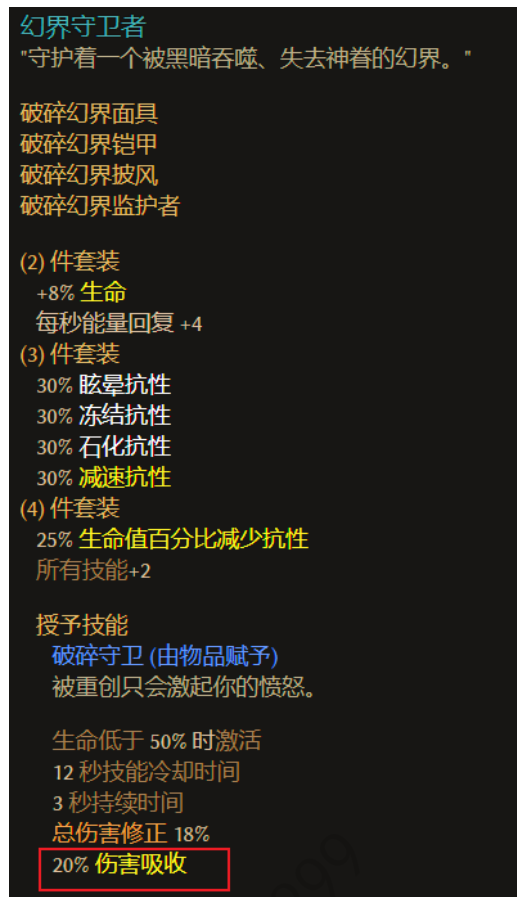 幻界守卫者
"守护着一个被黑暗吞噬、失去神眷的幻界。"
破碎幻界面具
破碎幻界铠甲
破碎幻界披风
破碎幻界监护者
(2) 件套装
+8% 生命
每秒能量回复 +4
(3) 件套装
30% 眩晕抗性
30% 冻结抗性
30% 石化抗性
30% 减速抗性
(4) 件套装
25% 生命值百分比减少抗性
所有技能+2
授予技能
破碎守卫 (由物品赋予)
被重创只会激起你的愤怒。
生命低于 50% 时激活
12 秒技能冷却时间
3 秒持续时间
总伤害修正 18%
20% 伤害吸收